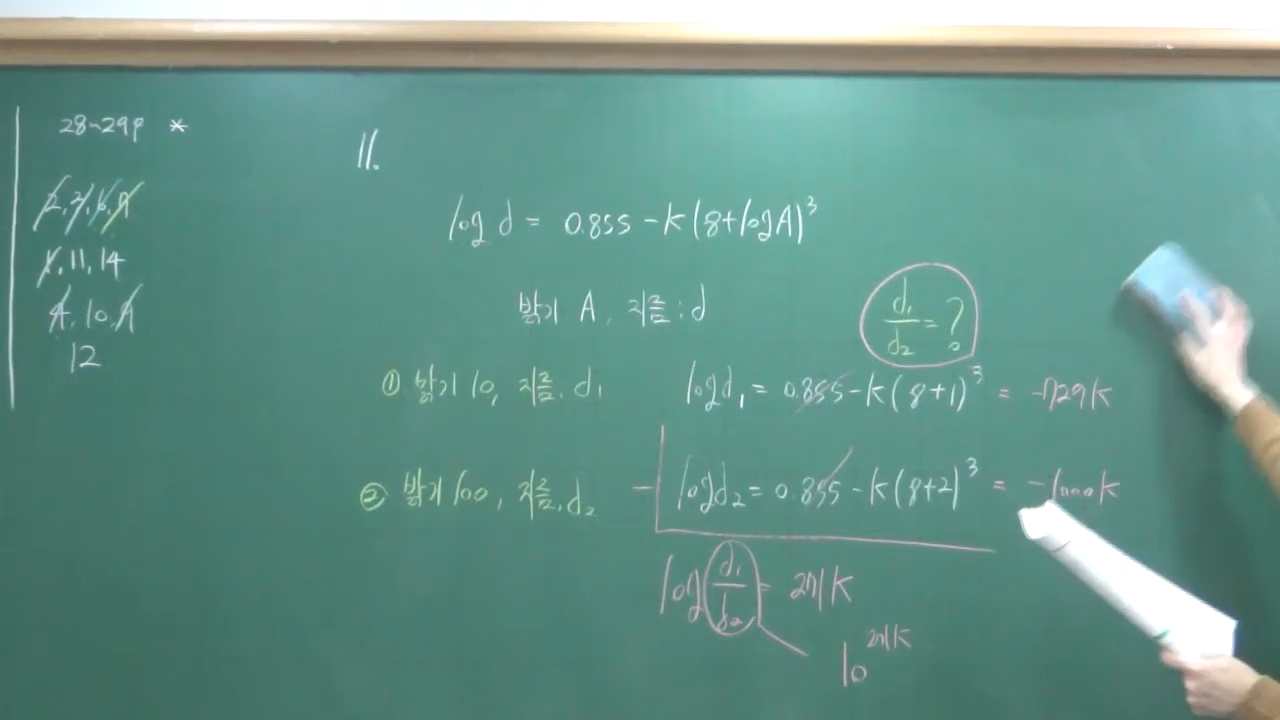 28~29p *
2, 7, 6, 9
1, 11, 14
4, 10, A
12
11.
log d = 0.855 - k(8+logA)³
밝기 A, 지름 : d
d₁/d₂ = ?
① 밝기 10, 지름. d₁
log d₁ = 0.855 - k(8+1)³ = -729k
② 밝기 100, 지름. d₂
- log d₂ = 0.855 - k(8+2)³ = -1000k
log d₁/d₂ = 271k
10^271k